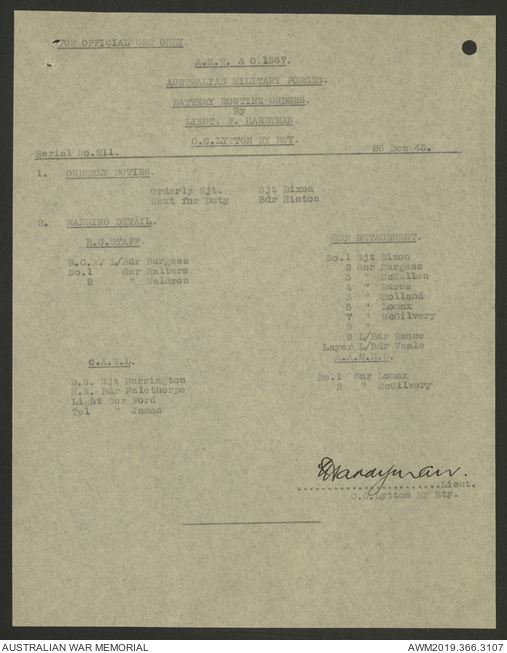 FOR OFFICIAL USE ONLY.
A.M.R. & O.1887.
AUSTRALIAN MILITARY FORCES.
BATTERY ROUTINE ORDERS.
By
LIEUT. F. HARDYMAN.
O.C.LYTTON HY BTY.
Serial No.211. 26 Dec 43.
1. ORDERLY DUTIES.
Orderly Sjt. Sjt Dixon
Next for Duty Bdr Hinton
2. MANNING DETAIL.
B.C.STAFF.
B.C.A. L/Bdr Burgess
No.1 Gnr Walters
2 " Waldron
GUN DETACHMENT.
No.1 Sjt Dixon
2 Gnr Burgess
3 " McMullen
4 " Burns
5 " Holland
6 " Lomax
7 " McGilvery
8 "
9 L/Bdr Hance
Layer L/Bdr Veale
C.A.S.L.
D.S. Sjt Horrington
E.R. Bdr Palethorpe
Light Gnr Ford
Tel " James
A.A.M.M.G.
No.1 Gnr Lomax
2 " McGilvery
Hardyman.
Lieut.
O.C.Lytton Hy Bty.
AUSTRALIAN WAR MEMORIAL AWM2019.366.3107